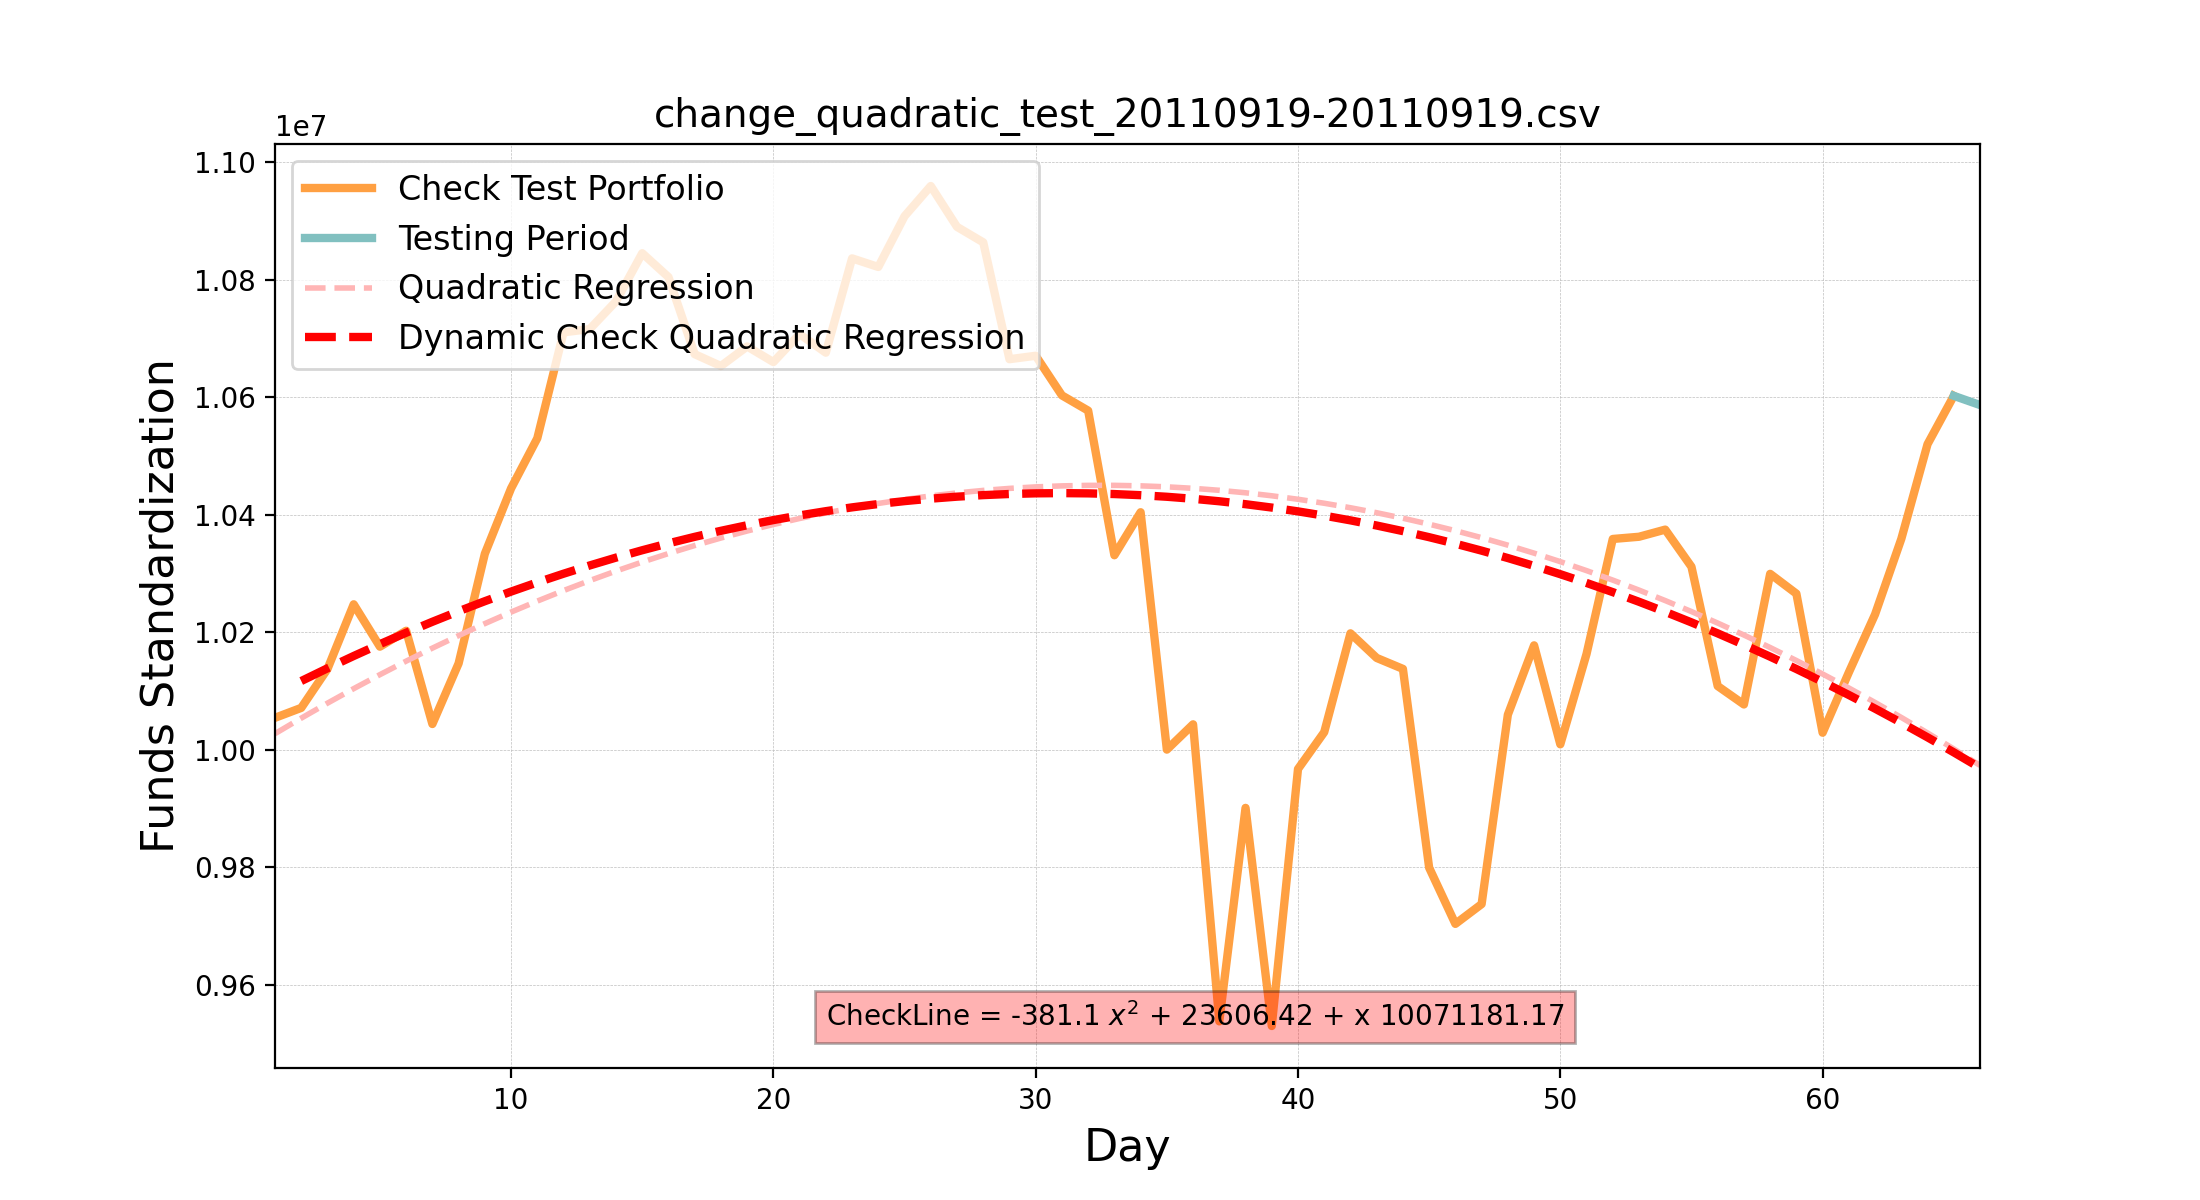 change_quadratic_test_20110919-20110919.csv
1e7
1.10
1.08
1.06
1.04
1.02
1.00
0.98
0.96
Funds Standardization
Check Test Portfolio
Testing Period
Quadratic Regression
Dynamic Check Quadratic Regression
CheckLine = -381.1 x² + 23606.42 + x 10071181.17
10 20 30 40 50 60
Day